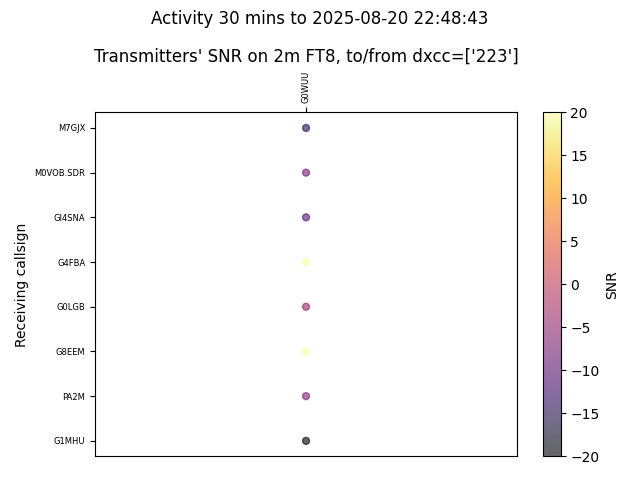 Activity 30 mins to 2025-08-20 22:48:43
Transmitters' SNR on 2m FT8, to/from dxcc=['223']
G0WUU
M7GJX
M0VOB.SDR
GI4SNA
G4FBA
G0LGB
G8EEM
PA2M
G1MHU
Receiving callsign
20
15
10
5
0
−5
−10
−15
−20
SNR